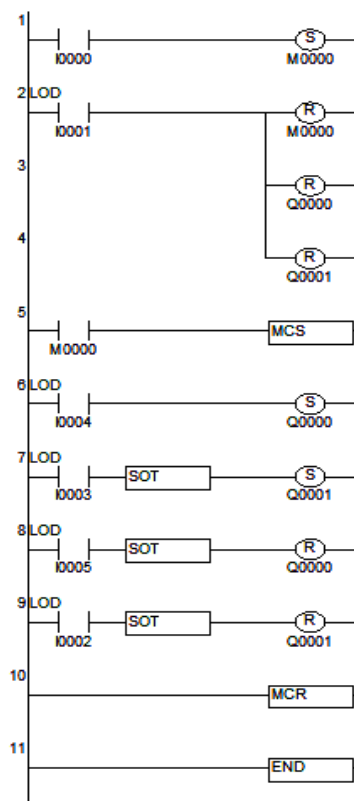 1
S
I0000 M0000
2 LOD
R
I0001 M0000
3
R
Q0000
4
R
Q0001
5
MCS
M0000
6 LOD
S
I0004 Q0000
7 LOD
SOT S
I0003 Q0001
8 LOD
SOT R
I0005 Q0000
9 LOD
SOT R
I0002 Q0001
10
MCR
11
END